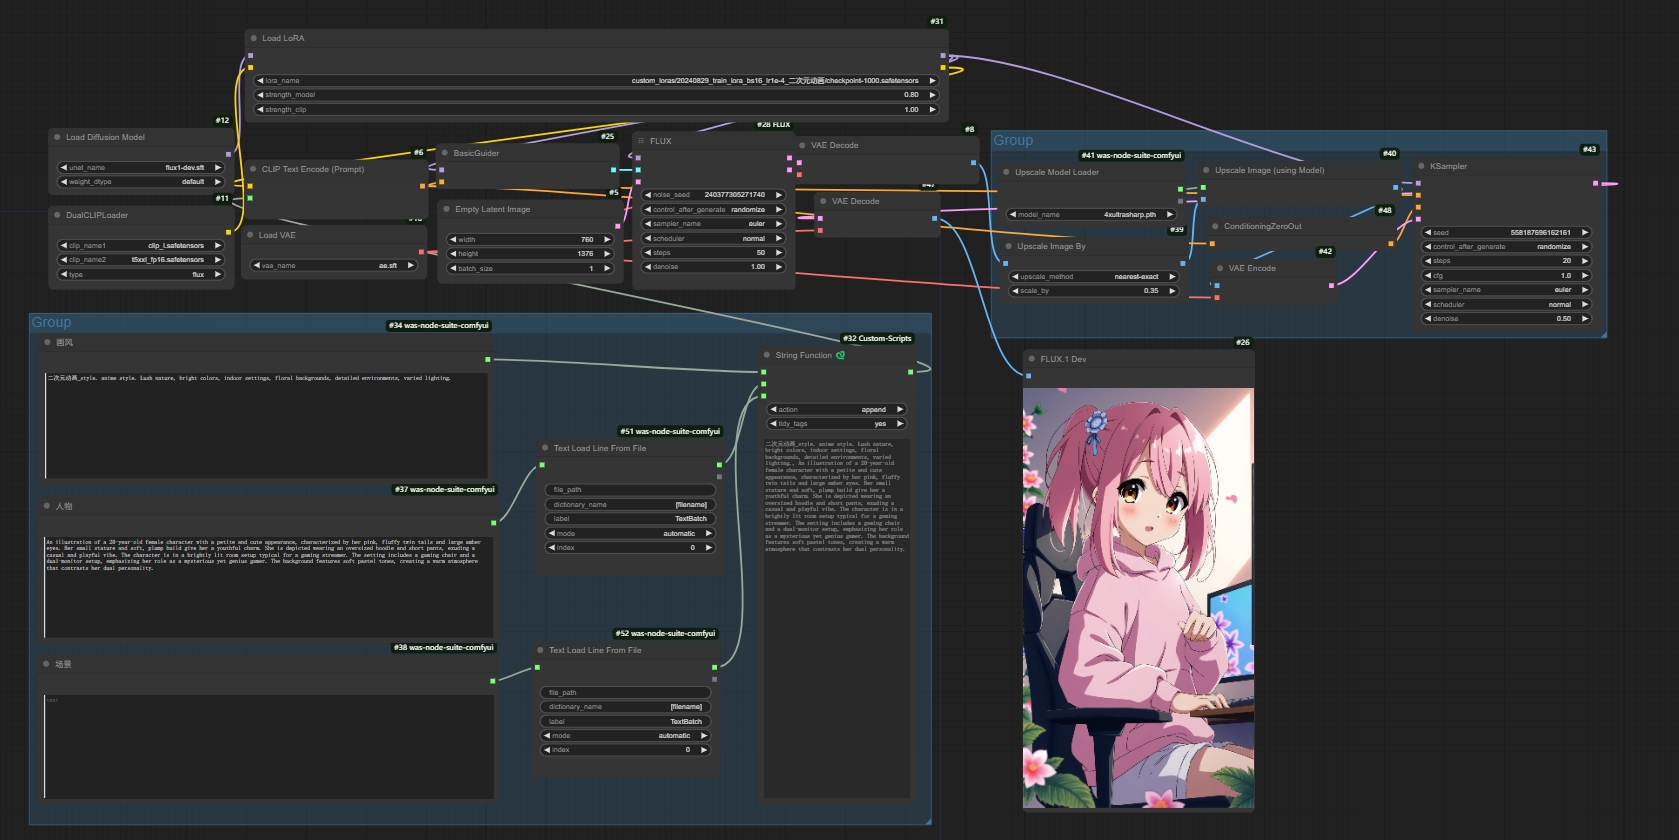 #31
Load LoRA
lora_name custom_loras/20240829_train_lora_bs16_lr1e-4_二次元动画/checkpoint-1000.safetensors
strength_model 0.80
strength_clip 1.00
#12
Load Diffusion Model
unet_name flux1-dev.sft
weight_dtype default
#11
DualCLIPLoader
clip_name1 clip_l.safetensors
clip_name2 t5xxl_fp16.safetensors
type flux
#6
CLIP Text Encode (Prompt)
Load VAE
vae_name ae.sft
#25
BasicGuider
#5
Empty Latent Image
width 760
height 1376
batch_size 1
#28 FLUX
FLUX
noise_seed 240377305271740
control_after_generate randomize
sampler_name euler
scheduler normal
steps 50
denoise 1.00
#8
VAE Decode
#47
VAE Decode
Group
#41 was-node-suite-comfyui
Upscale Model Loader
model_name 4xultrasharp.pth
#39
Upscale Image By
upscale_method nearest-exact
scale_by 0.35
#40
Upscale Image (using Model)
#48
ConditioningZeroOut
#42
VAE Encode
#43
KSampler
seed 558187696162161
control_after_generate randomize
steps 20
cfg 1.0
sampler_name euler
scheduler normal
denoise 0.50
Group
#34 was-node-suite-comfyui
画风
二次元动画_style. anime style. Lush nature, bright colors, indoor settings, floral backgrounds, detailed environments, varied lighting.
#37 was-node-suite-comfyui
人物
An illustration of a 20-year-old female character with a petite and cute appearance, characterized by her pink, fluffy twin tails and large amber
eyes. Her small stature and soft, plump build give her a youthful charm. She is depicted wearing an oversized hoodie and short pants, exuding a
casual and playful vibe. The character is in a brightly lit room setup typical for a gaming streamer. The setting includes a gaming chair and a
dual-monitor setup, emphasizing her role as a mysterious yet genius gamer. The background features soft pastel tones, creating a warm atmosphere
that contrasts her dual personality.
#38 was-node-suite-comfyui
场景
text
#51 was-node-suite-comfyui
Text Load Line From File
file_path
dictionary_name [filename]
label TextBatch
mode automatic
index 0
#52 was-node-suite-comfyui
Text Load Line From File
file_path
dictionary_name [filename]
label TextBatch
mode automatic
index 0
#32 Custom-Scripts
String Function
action append
tidy_tags yes
二次元动画_style. anime style. Lush nature,
bright colors, indoor settings, floral
backgrounds, detailed environments, varied
lighting., An illustration of a 20-year-old
female character with a petite and cute
appearance, characterized by her pink, fluffy
twin tails and large amber eyes. Her small
stature and soft, plump build give her a
youthful charm. She is depicted wearing an
oversized hoodie and short pants, exuding a
casual and playful vibe. The character is in a
brightly lit room setup typical for a gaming
streamer. The setting includes a gaming chair
and a dual-monitor setup, emphasizing her role
as a mysterious yet genius gamer. The background
features soft pastel tones, creating a warm
atmosphere that contrasts her dual personality.
#26
FLUX.1 Dev